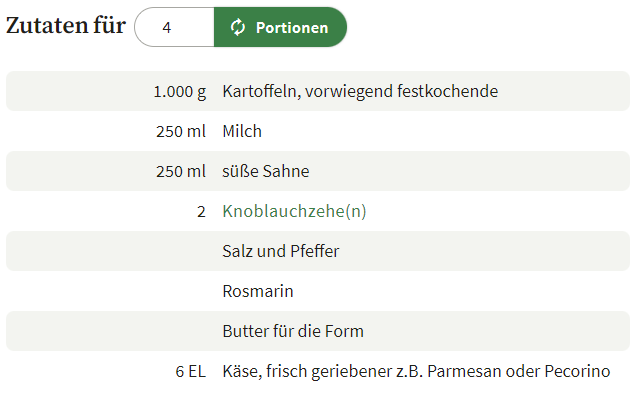 Zutaten für 4 Portionen
1.000 g Kartoffeln, vorwiegend festkochende
250 ml Milch
250 ml süße Sahne
2 Knoblauchzehe(n)
Salz und Pfeffer
Rosmarin
Butter für die Form
6 EL Käse, frisch geriebener z.B. Parmesan oder Pecorino